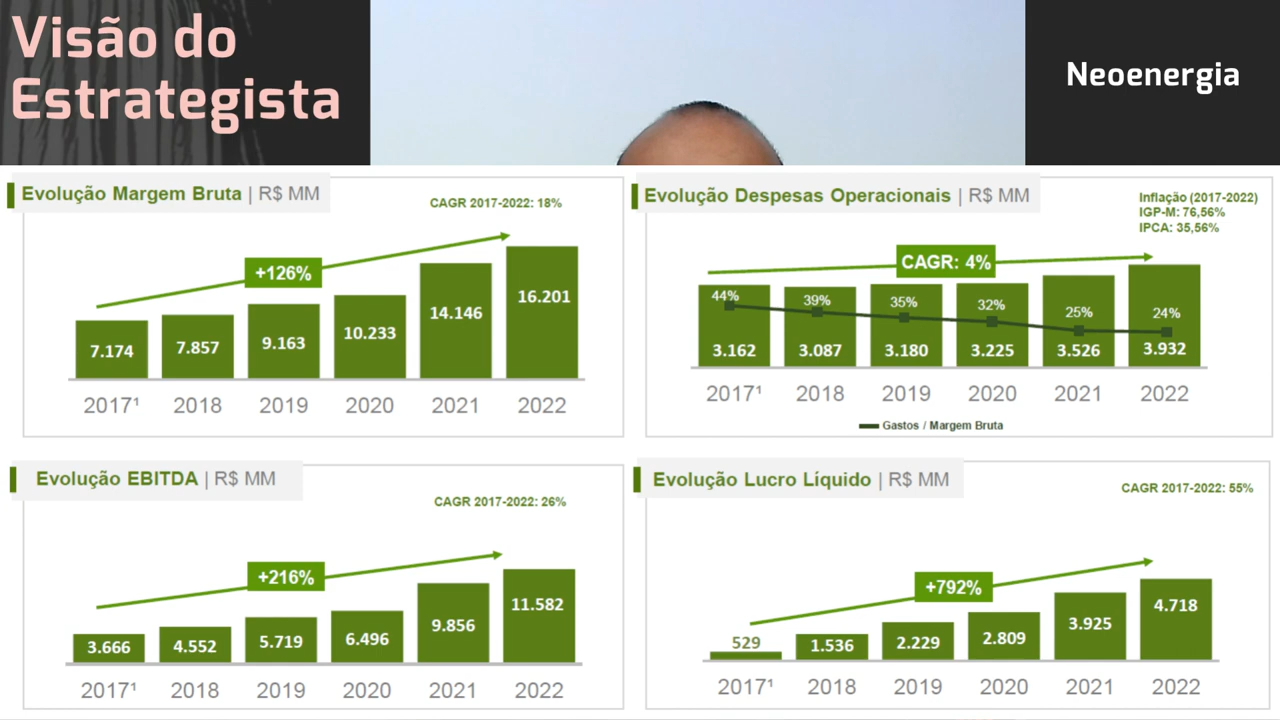 Visão do
Estrategista
Neoenergia
Evolução Margem Bruta | R$ MM
CAGR 2017-2022: 18%
+126%
7.174
7.857
9.163
10.233
14.146
16.201
2017¹ 2018 2019 2020 2021 2022
Evolução Despesas Operacionais | R$ MM
Inflação (2017-2022)
IGP-M: 76,56%
IPCA: 35,56%
CAGR: 4%
44% 39% 35% 32% 25% 24%
3.162 3.087 3.180 3.225 3.526 3.932
2017¹ 2018 2019 2020 2021 2022
Gastos / Margem Bruta
Evolução EBITDA | R$ MM
CAGR 2017-2022: 26%
+216%
3.666
4.552
5.719
6.496
9.856
11.582
2017¹ 2018 2019 2020 2021 2022
Evolução Lucro Líquido | R$ MM
CAGR 2017-2022: 55%
+792%
529
1.536
2.229
2.809
3.925
4.718
2017¹ 2018 2019 2020 2021 2022